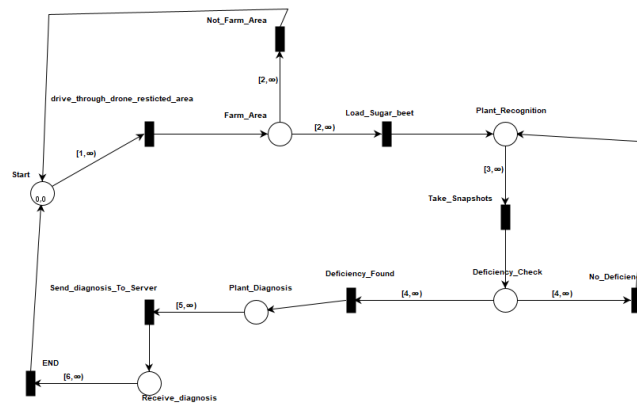 Not_Farm_Area
[2,∞)
drive_through_drone_resticted_area
Farm_Area
Load_Sugar_beet
Plant_Recognition
[2,∞)
[1,∞)
[3,∞)
Start
0.0
Take_Snapshots
Deficiency_Found
Deficiency_Check
No_Deficien
Send_diagnosis_To_Server
Plant_Diagnosis
[5,∞)
[4,∞)
[4,∞)
END
[6,∞)
Receive_diagnosis